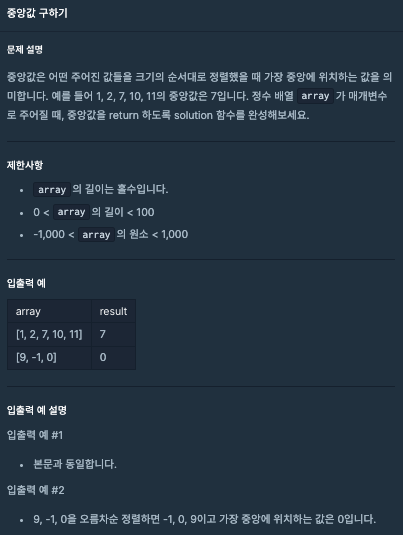 중앙값 구하기
문제 설명
중앙값은 어떤 주어진 값들을 크기의 순서대로 정렬했을 때 가장 중앙에 위치하는 값을 의
미합니다. 예를 들어 1, 2, 7, 10, 11의 중앙값은 7입니다. 정수 배열 array 가 매개변수
로 주어질 때, 중앙값을 return 하도록 solution 함수를 완성해보세요.
제한사항
• array 의 길이는 홀수입니다.
• 0 < array 의 길이 < 100
• -1,000 < array 의 원소 < 1,000
입출력 예
array result
[1, 2, 7, 10, 11] 7
[9, -1, 0] 0
입출력 예 설명
입출력 예 #1
• 본문과 동일합니다.
입출력 예 #2
• 9, -1, 0을 오름차순 정렬하면 -1, 0, 9이고 가장 중앙에 위치하는 값은 0입니다.